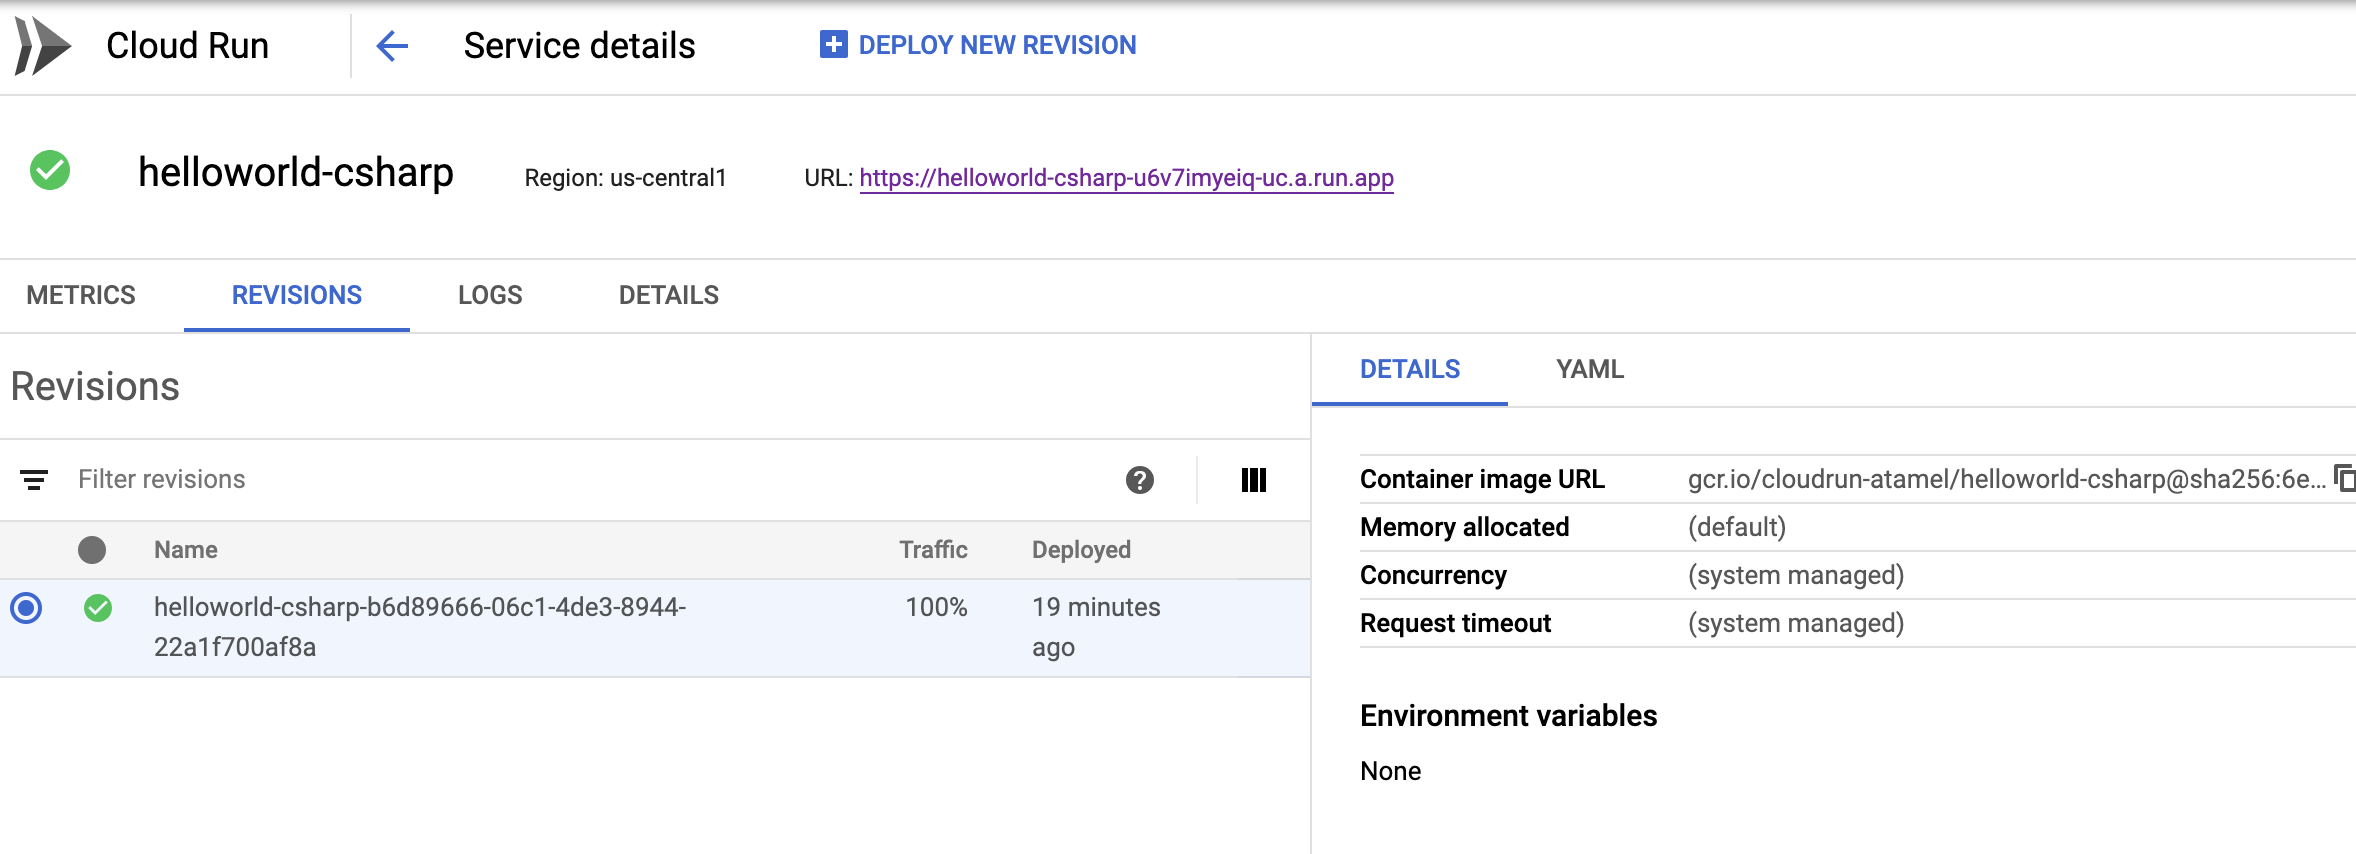 Cloud Run
Service details
DEPLOY NEW REVISION
helloworld-csharp
Region: us-central1
URL: https://helloworld-csharp-u6v7imyeiq-uc.a.run.app
METRICS
REVISIONS
LOGS
DETAILS
Revisions
Filter revisions
Name
Traffic
Deployed
helloworld-csharp-b6d89666-06c1-4de3-8944-
22a1f700af8a
100%
19 minutes
ago
DETAILS
YAML
Container image URL
gcr.io/cloudrun-atamel/helloworld-csharp@sha256:6e...
Memory allocated
(default)
Concurrency
(system managed)
Request timeout
(system managed)
Environment variables
None